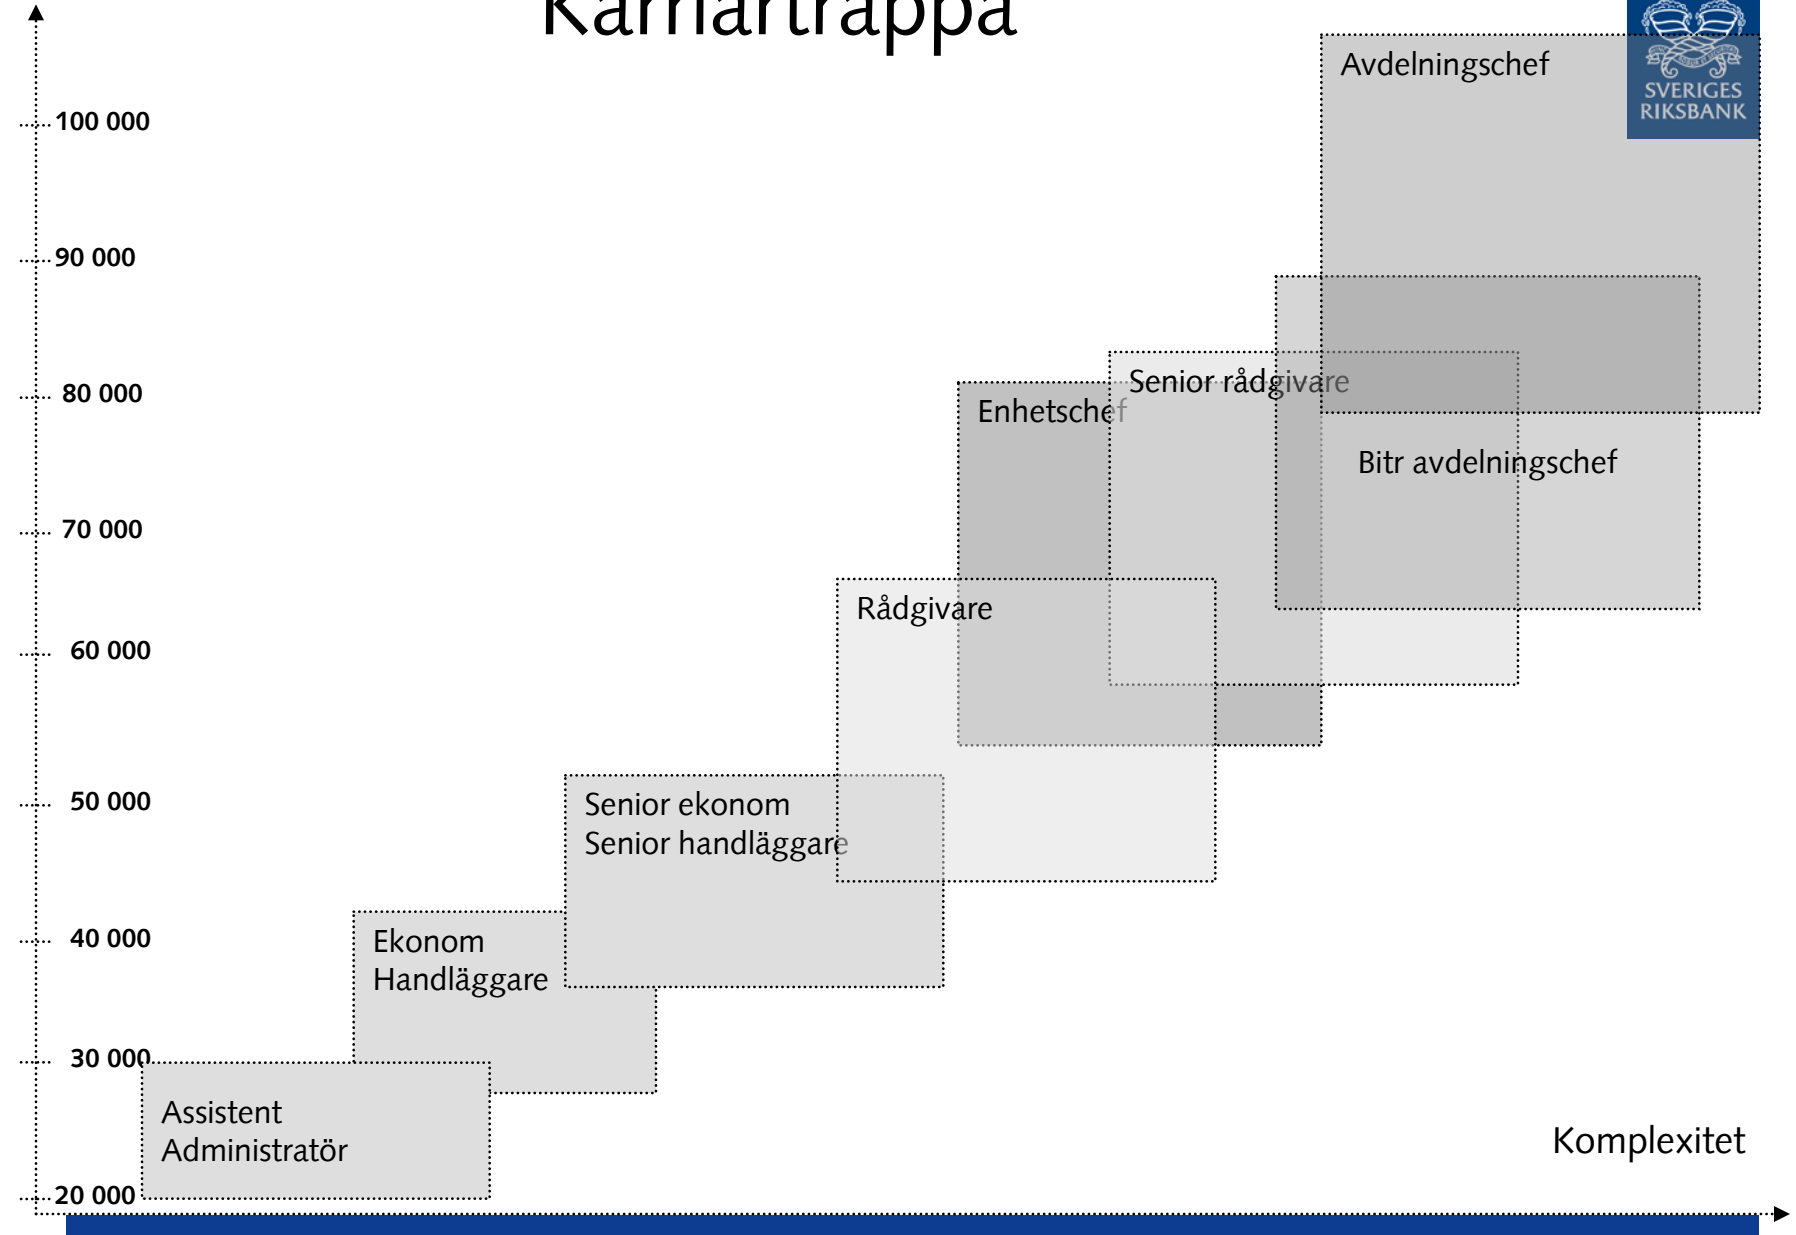 Karriärtrappa
SVERIGES
RIKSBANK
Avdelningschef
100 000
90 000
80 000
Senior rådgivare
Enhetschef
Bitr avdelningschef
70 000
Rådgivare
60 000
50 000
Senior ekonom
Senior handläggare
40 000
Ekonom
Handläggare
30 000
Assistent
Administratör
Komplexitet
20 000